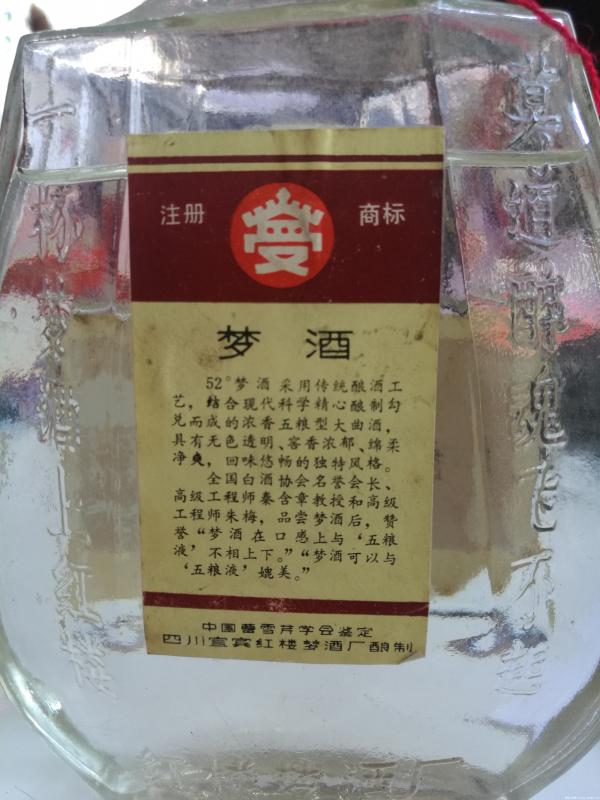 注册 商标
梦酒
52°梦酒采用传统酿酒工
艺，结合现代科学精心酿制勾
兑而成的浓香五粮型大曲酒，
具有无色透明、窖香浓郁、绵柔
净爽，回味悠畅的独特风格。
全国白酒协会名誉会长、
高级工程师秦含章教授和高级
工程师朱梅，品尝梦酒后，赞
誉“梦酒在口感上与‘五粮
液’不相上下。”“梦酒可以与
‘五粮液’媲美。”
中国曹雪芹学会鉴定
四川宜宾红楼梦酒厂酿制